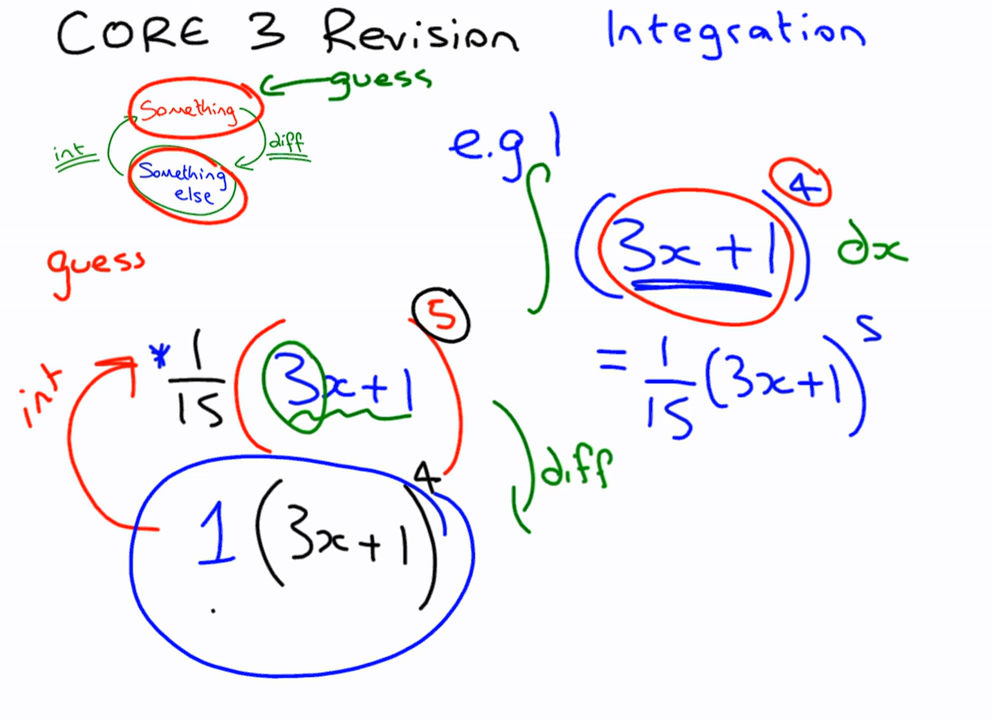 CORE 3 Revision Integration
guess
Something
int diff
Something
else
e.g 1
∫ (3x+1)^4 dx
guess
int
* 1/15 (3x+1)^5
= 1/15 (3x+1)^5
diff
1 (3x+1)^4